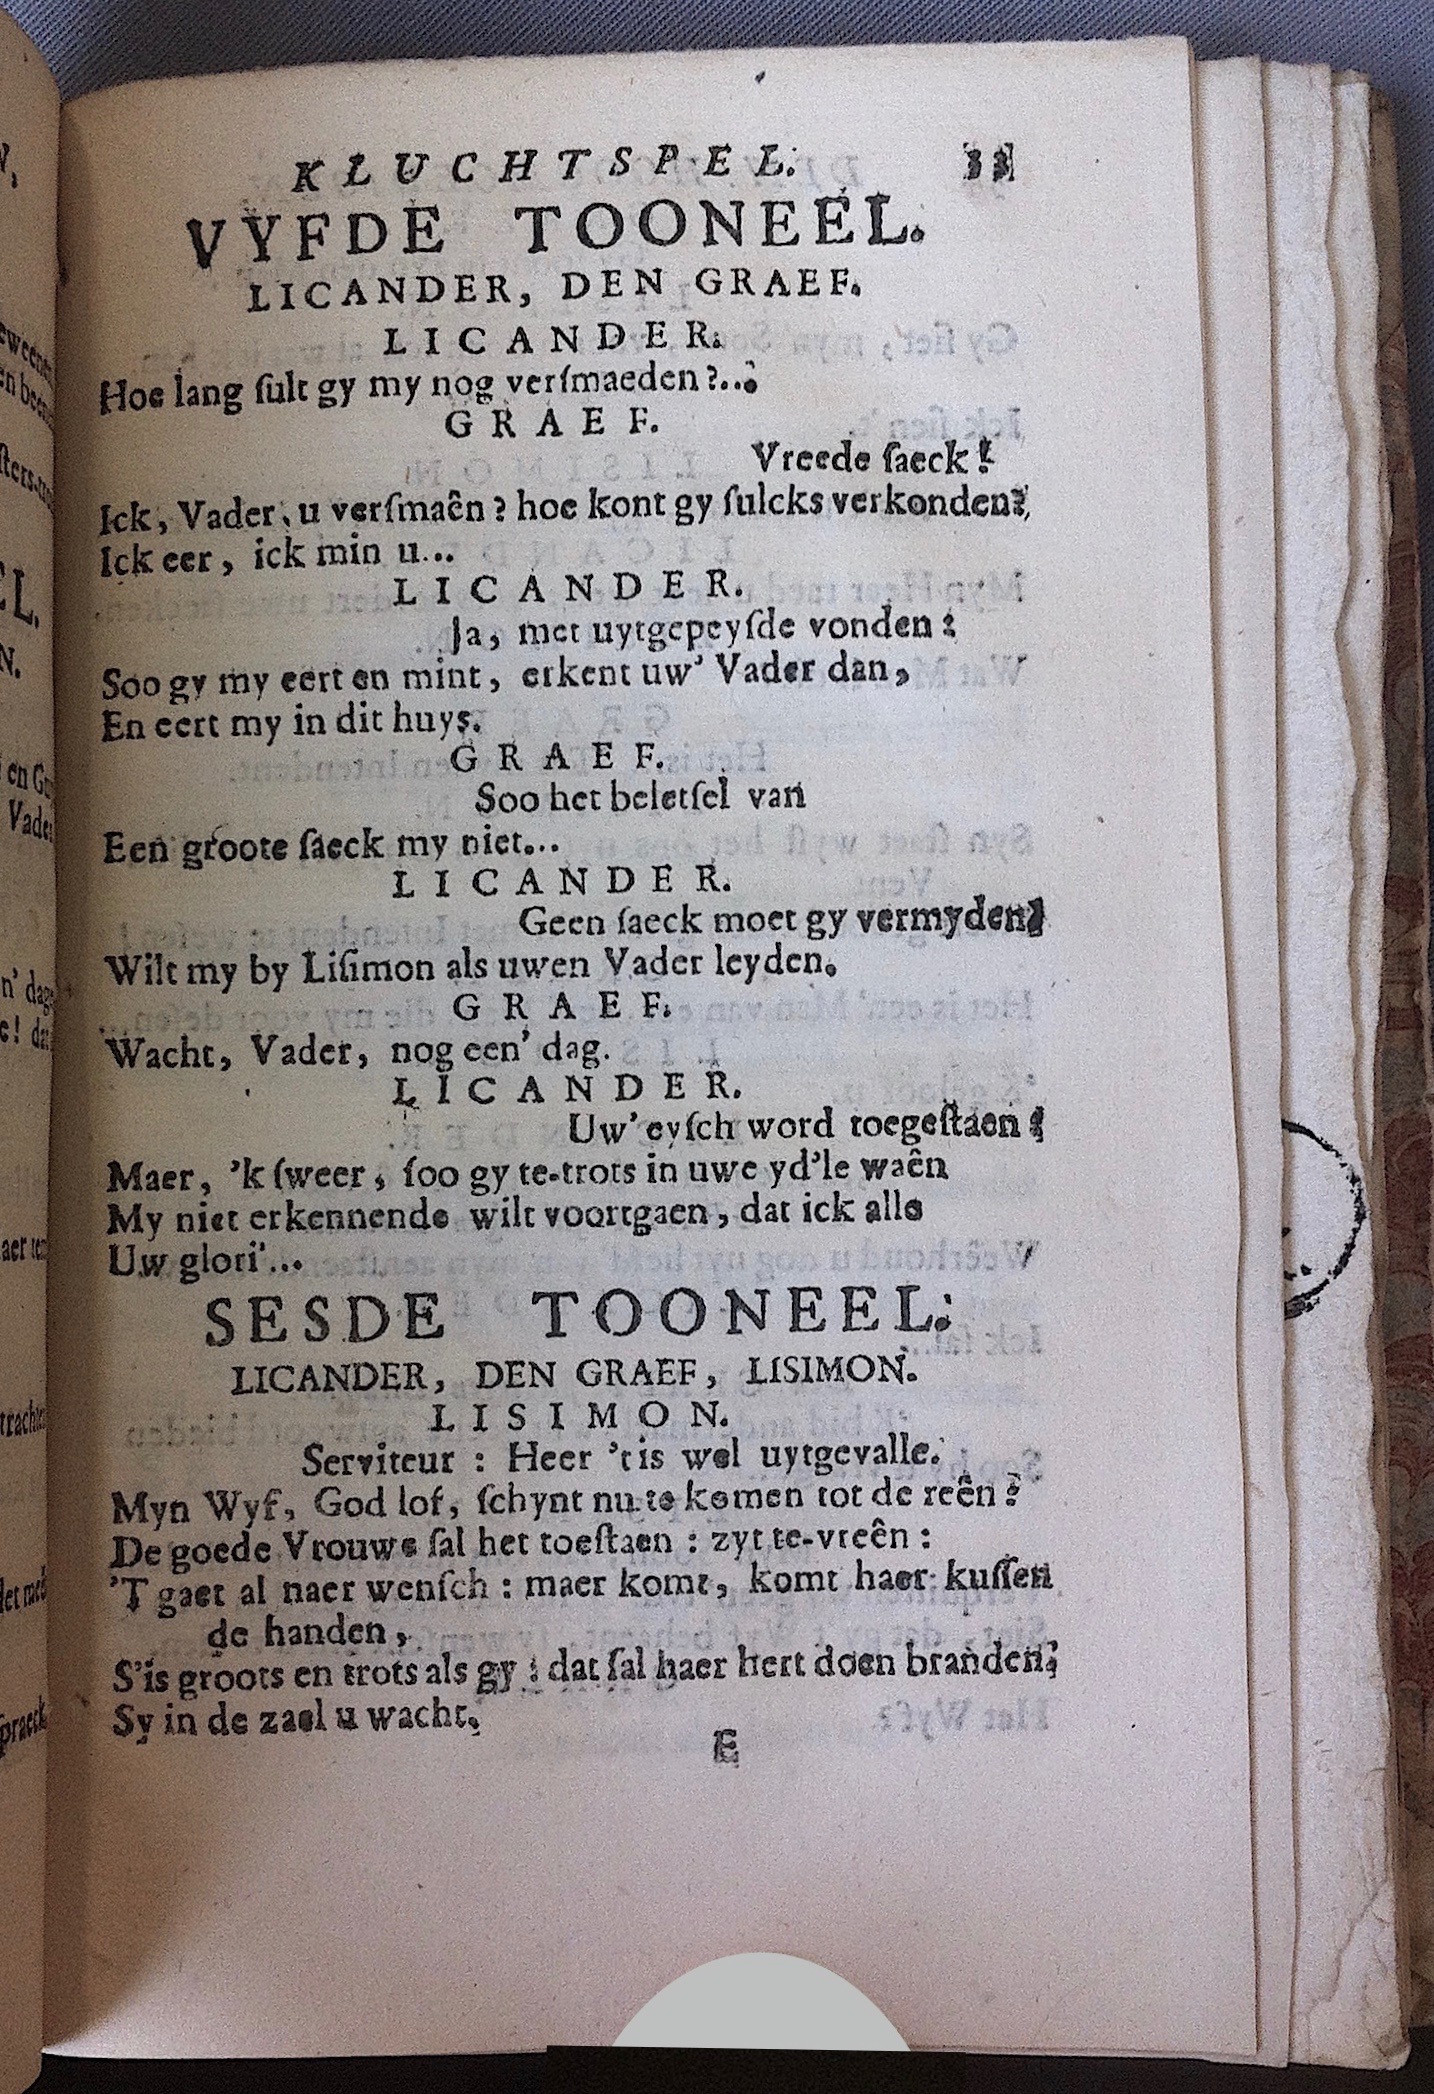 KLUCHTSPEL. 33
VYFDE TOONEEL.
LICANDER, DEN GRAEF.
LICANDER.
Hoe lang ſult gy my nog verſmaeden?...
GRAEF.
Vreede ſaeck!
Ick, Vader, u verſmaên? hoe kont gy ſulcks verkonden?
Ick eer, ick min u...
LICANDER.
Ja, met uytgepeyſde vonden:
Soo gy my eert en mint, erkent uw' Vader dan,
En eert my in dit huys.
GRAEF.
Soo het beletſel van
Een groote ſaeck my niet...
LICANDER.
Geen ſaeck moet gy vermyden,
Wilt my by Liſimon als uwen Vader leyden.
GRAEF.
Wacht, Vader, nog een' dag.
LICANDER.
Uw' eyſch word toegeſtaen:
Maer, 'k ſweer, ſoo gy te-trots in uwe yd'le waên
My niet erkennende wilt voortgaen, dat ick alle
Uw glori'...
SESDE TOONEEL.
LICANDER, DEN GRAEF, LISIMON.
LISIMON.
Serviteur: Heer 't is wel uytgevalle.
Myn Wyf, God lof, ſchynt nu te komen tot de reên:
De goede Vrouwe ſal het toeſtaen: zyt te-vreên:
'T gaet al naer wenſch: maer komt, komt haer kuſſen
de handen,
S'is groots en trots als gy: dat ſal haer hert doen branden;
Sy in de zael u wacht.
E